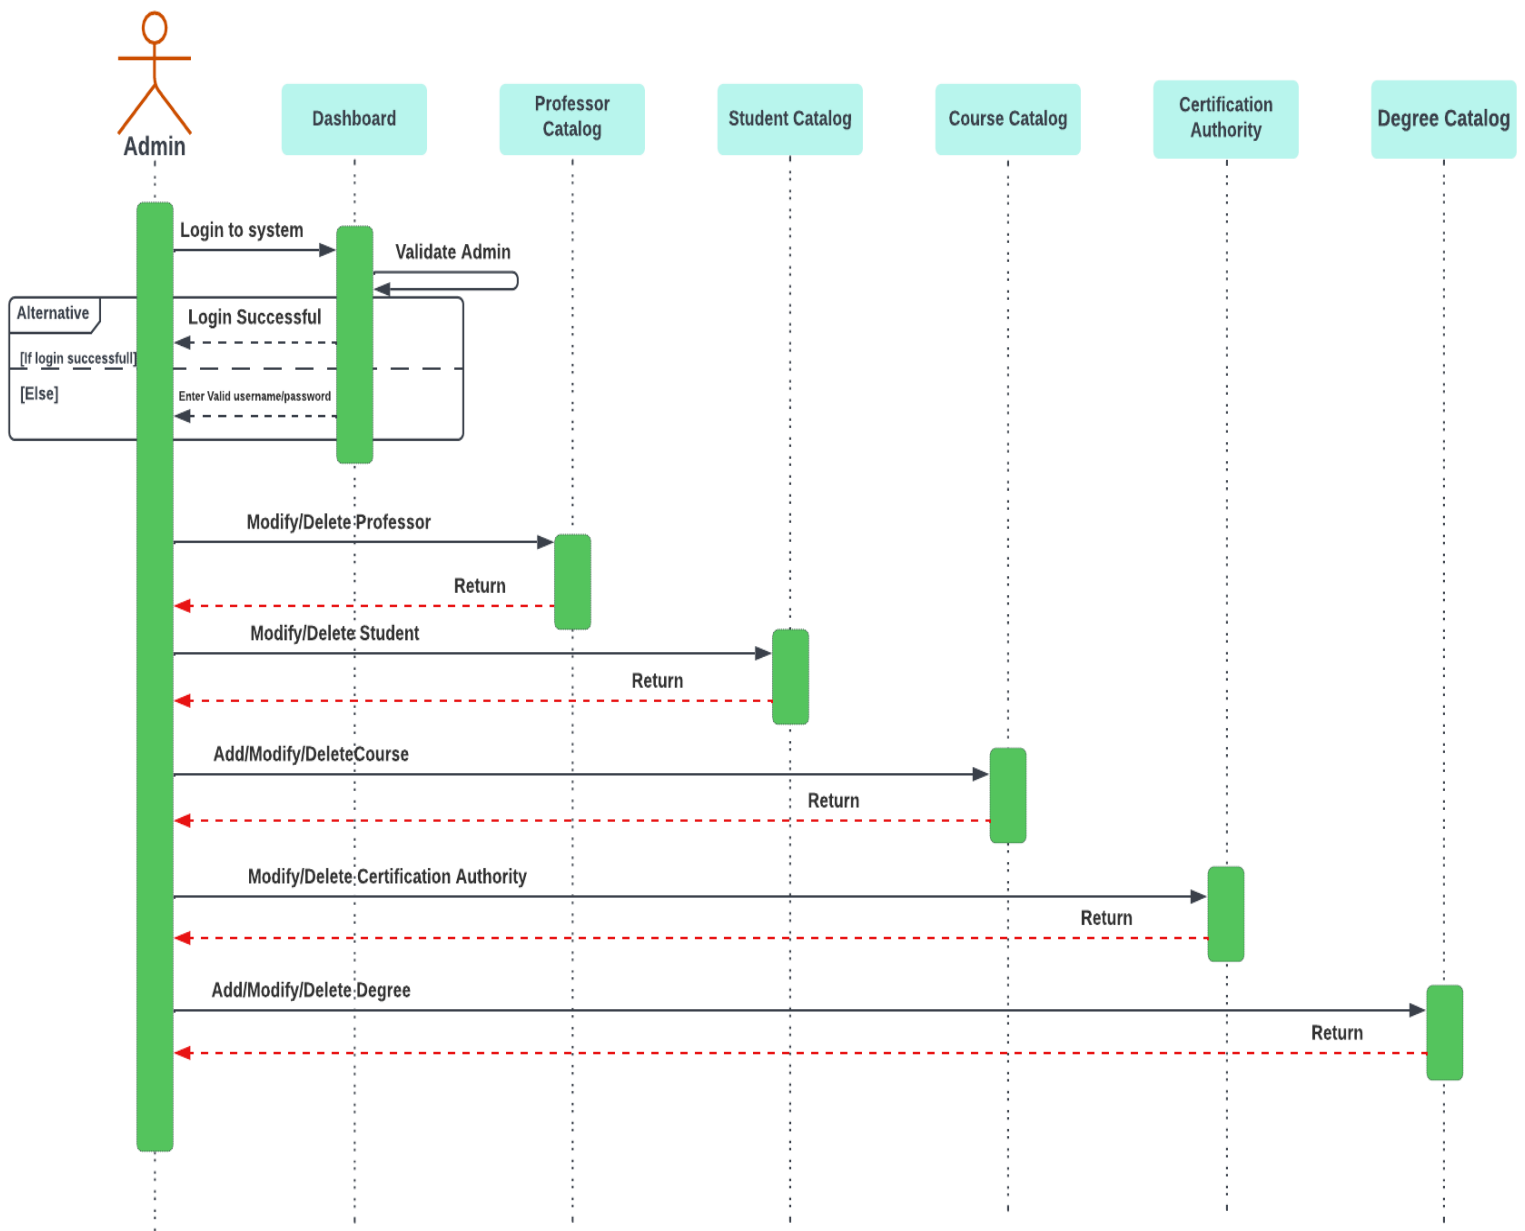 Admin
Dashboard
Professor
Catalog
Student Catalog
Course Catalog
Certification
Authority
Degree Catalog
Login to system
Validate Admin
Alternative
Login Successful
[If login successfull]
[Else]
Enter Valid username/password
Modify/Delete Professor
Return
Modify/Delete Student
Return
Add/Modify/DeleteCourse
Return
Modify/Delete Certification Authority
Return
Add/Modify/Delete Degree
Return